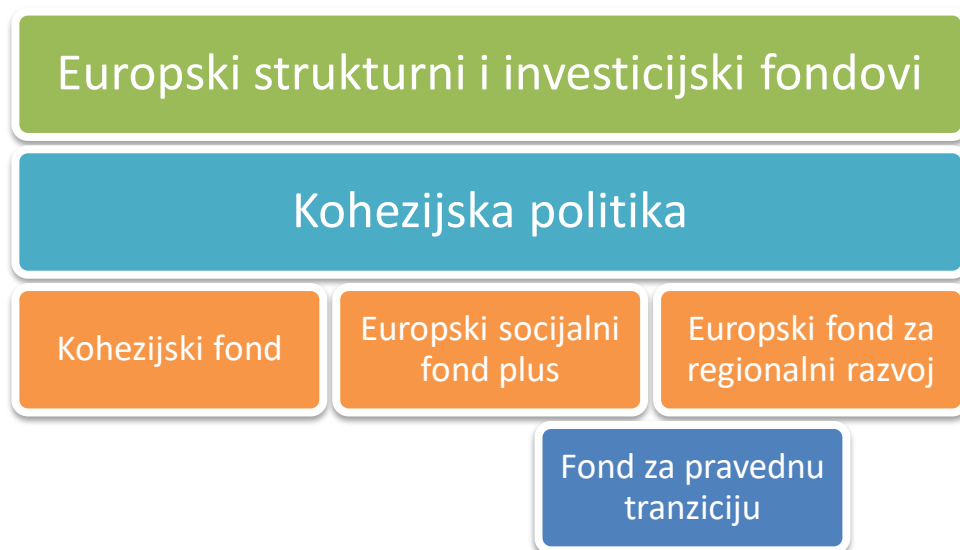 Europski strukturni i investicijski fondovi
Kohezijska politika
Kohezijski fond
Europski socijalni
fond plus
Europski fond za
regionalni razvoj
Fond za pravednu
tranziciju